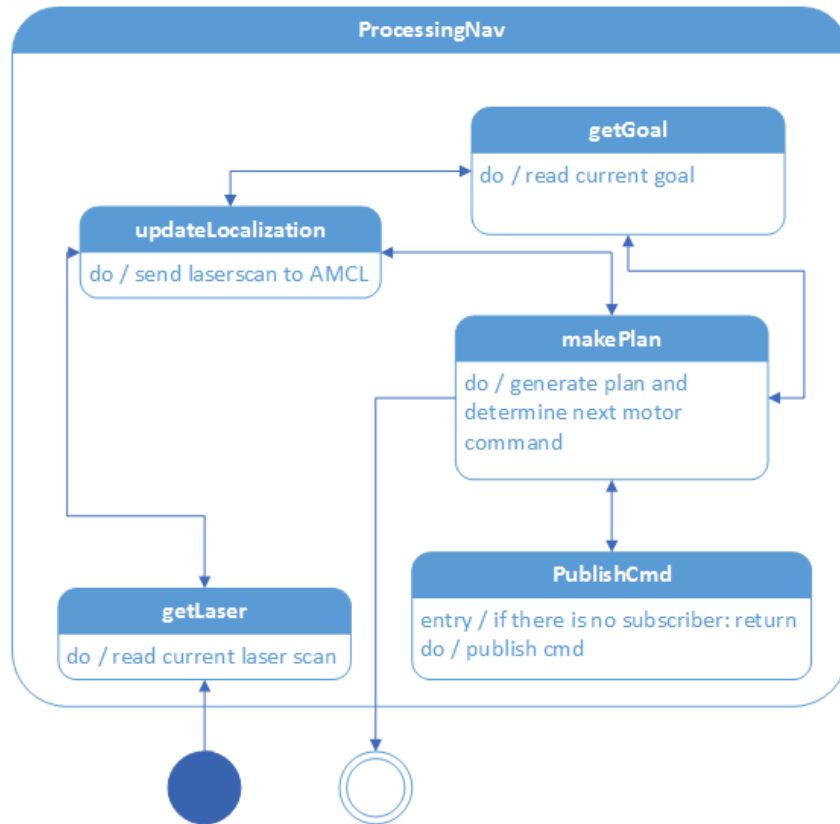 ProcessingNav
getGoal
do / read current goal
updateLocalization
do / send laserscan to AMCL
makePlan
do / generate plan and
determine next motor
command
PublishCmd
entry / if there is no subscriber: return
do / publish cmd
getLaser
do / read current laser scan